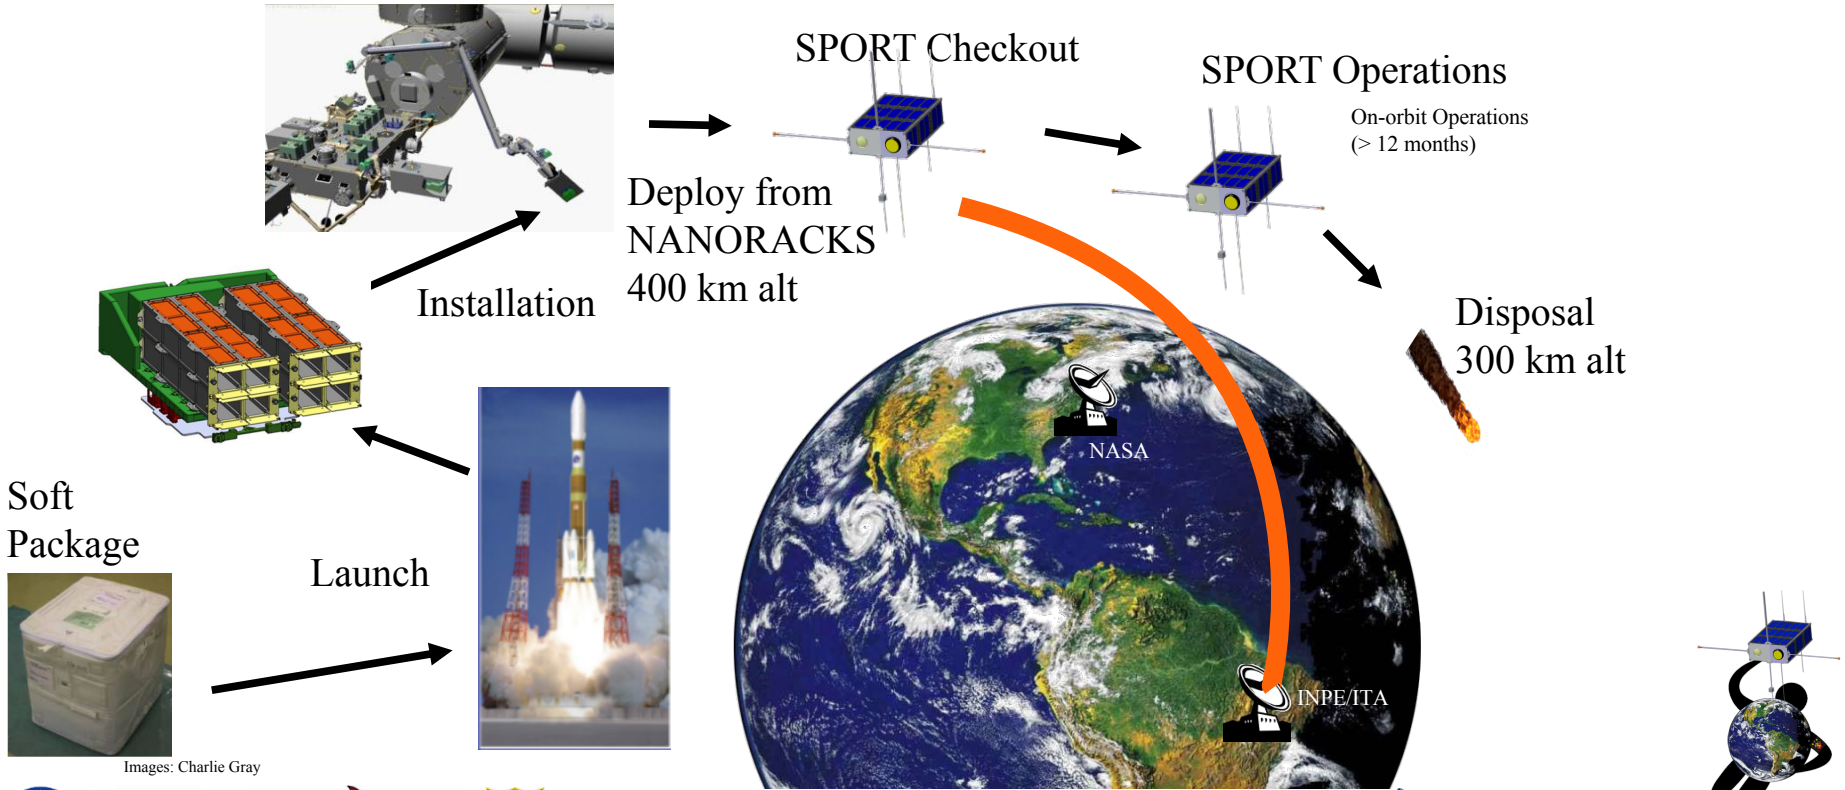 SPORT Checkout
SPORT Operations
On-orbit Operations
(> 12 months)
Deploy from
NANORACKS
400 km alt
Installation
Disposal
300 km alt
NASA
Soft
Package
Launch
INPE/ITA
Images: Charlie Gray